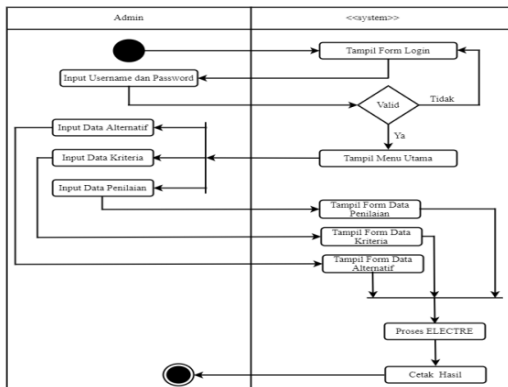 Admin
<<system>>
Tampil Form Login
Input Username dan Password
Valid
Tidak
Ya
Input Data Alternatif
Input Data Kriteria
Tampil Menu Utama
Input Data Penilaian
Tampil Form Data
Penilaian
Tampil Form Data
Kriteria
Tampil Form Data
Alternatif
Proses ELECTRE
Cetak Hasil